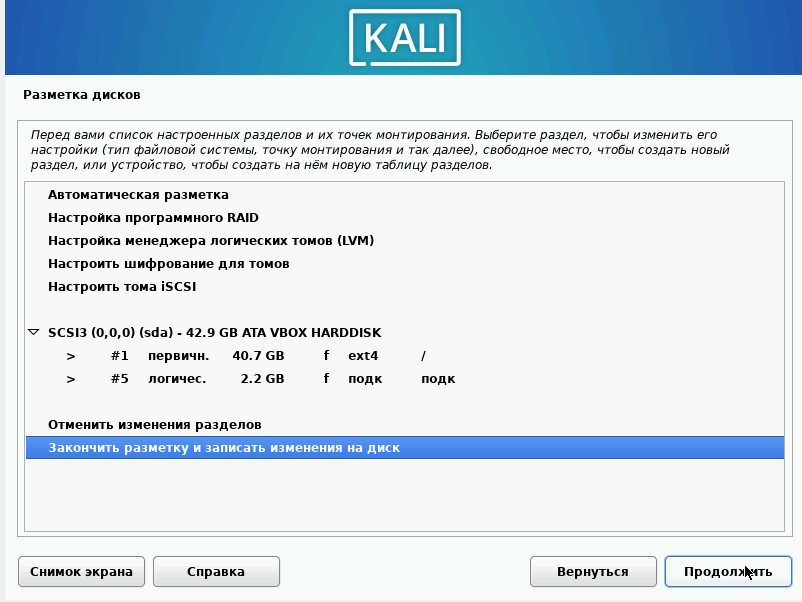 KALI
Разметка дисков
Перед вами список настроенных разделов и их точек монтирования. Выберите раздел, чтобы изменить его
настройки (тип файловой системы, точку монтирования и так далее), свободное место, чтобы создать новый
раздел, или устройство, чтобы создать на нём новую таблицу разделов.
Автоматическая разметка
Настройка программного RAID
Настройка менеджера логических томов (LVM)
Настроить шифрование для томов
Настроить тома iSCSI
SCSI3 (0,0,0) (sda) - 42.9 GB ATA VBOX HARDDISK
> #1 первичн. 40.7 GB f ext4 /
> #5 логичес. 2.2 GB f подк подк
Отменить изменения разделов
Закончить разметку и записать изменения на диск
Снимок экрана Справка Вернуться Продолжить